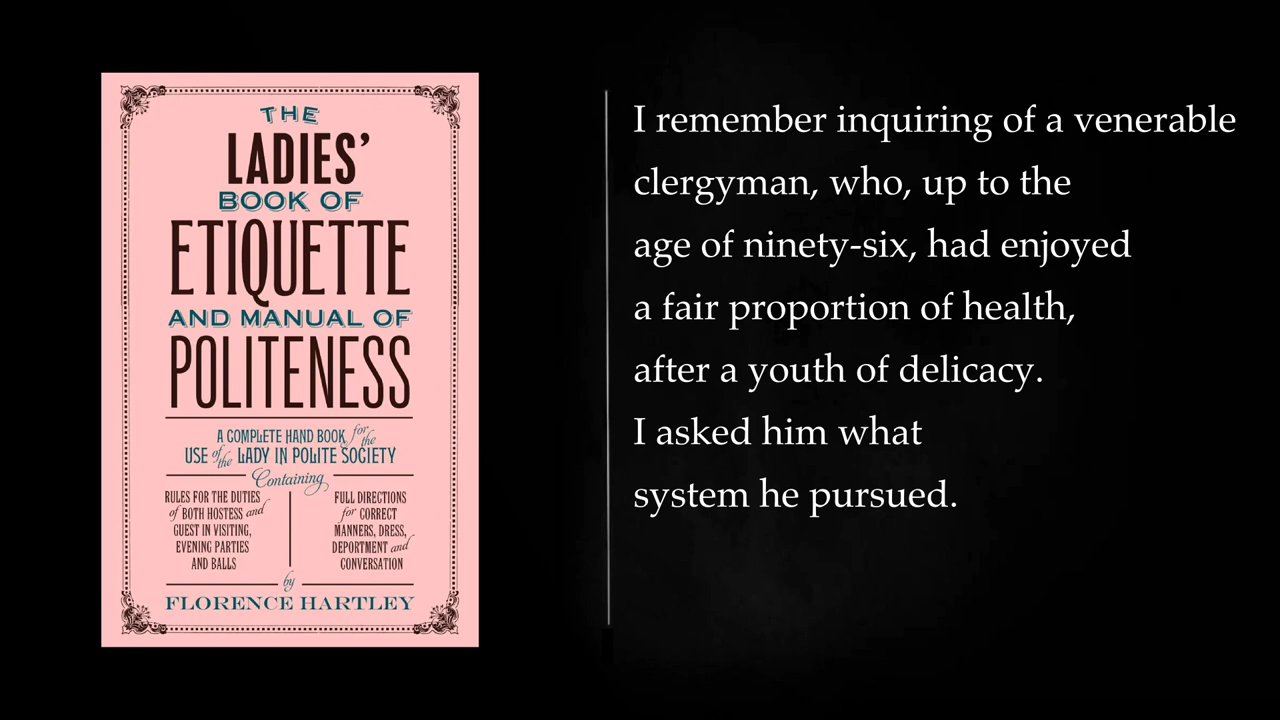 THE
LADIES'
BOOK OF
ETIQUETTE
AND MANUAL OF
POLITENESS
A COMPLETE HAND BOOK for the
USE of the LADY IN POLITE SOCIETY
Containing
RULES FOR THE DUTIES
of BOTH HOSTESS and
GUEST IN VISITING,
EVENING PARTIES
AND BALLS
FULL DIRECTIONS
for CORRECT
MANNERS, DRESS,
DEPORTMENT and
CONVERSATION
by
FLORENCE HARTLEY
I remember inquiring of a venerable
clergyman, who, up to the
age of ninety-six, had enjoyed
a fair proportion of health,
after a youth of delicacy.
I asked him what
system he pursued.